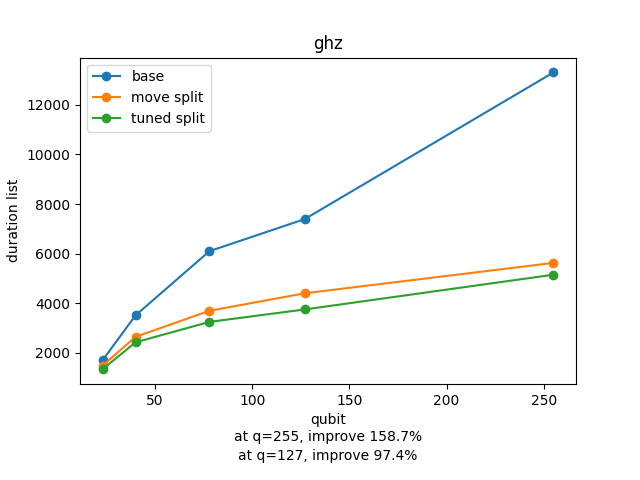 ghz
base
move split
tuned split
duration list
12000
10000
8000
6000
4000
2000
50
100
150
200
250
qubit
at q=255, improve 158.7%
at q=127, improve 97.4%